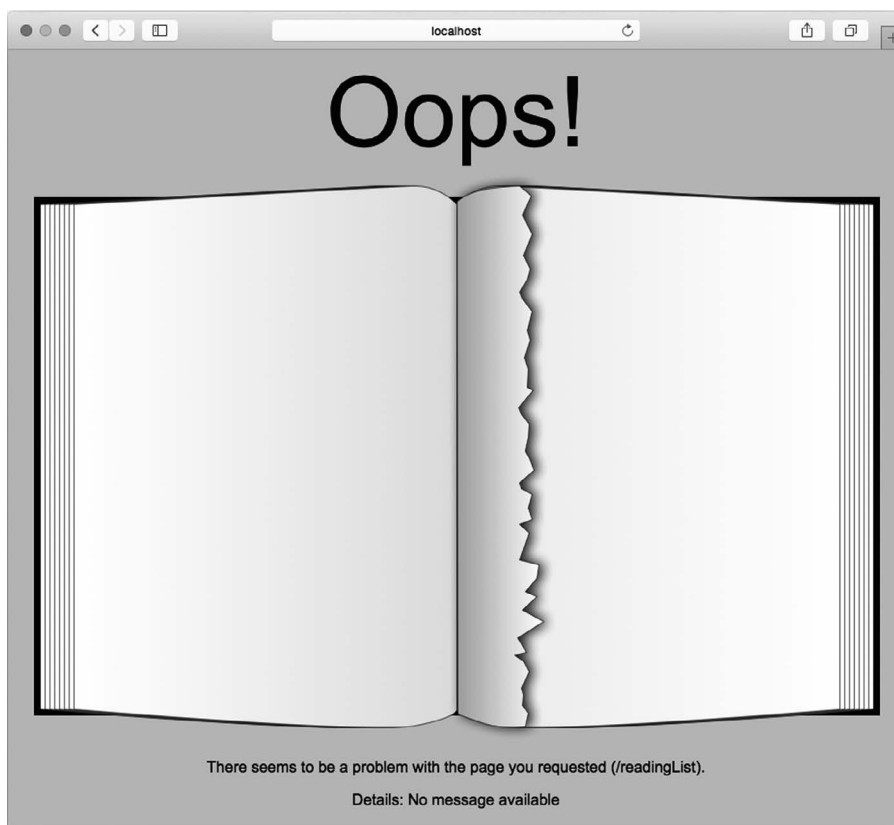 localhost
Oops!
There seems to be a problem with the page you requested (/readingList).
Details: No message available